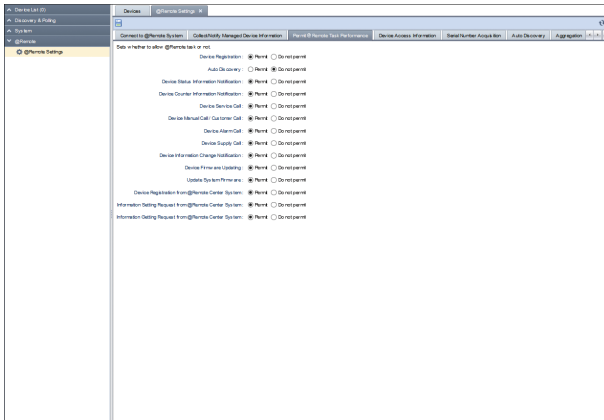 Device List (0)
Discovery & Polling
System
@Remote
@Remote Settings
Devices
@Remote Settings
Connect to @Remote System
Collect/Notify Managed Device Information
Permit @Remote Task Performance
Device Access Information
Serial Number Acquisition
Auto Discovery
Aggregation
Sets whether to allow @Remote task or not.
Device Registration : Permit Do not permit
Auto Discovery : Permit Do not permit
Device Status Information Notification : Permit Do not permit
Device Counter Information Notification : Permit Do not permit
Device Service Call : Permit Do not permit
Device Manual Call / Customer Call : Permit Do not permit
Device Alarm Call : Permit Do not permit
Device Supply Call : Permit Do not permit
Device Information Change Notification : Permit Do not permit
Device Firmware Updating : Permit Do not permit
Update System Firmware : Permit Do not permit
Device Registration from @Remote Center System : Permit Do not permit
Information Setting Request from @Remote Center System : Permit Do not permit
Information Getting Request from @Remote Center System : Permit Do not permit